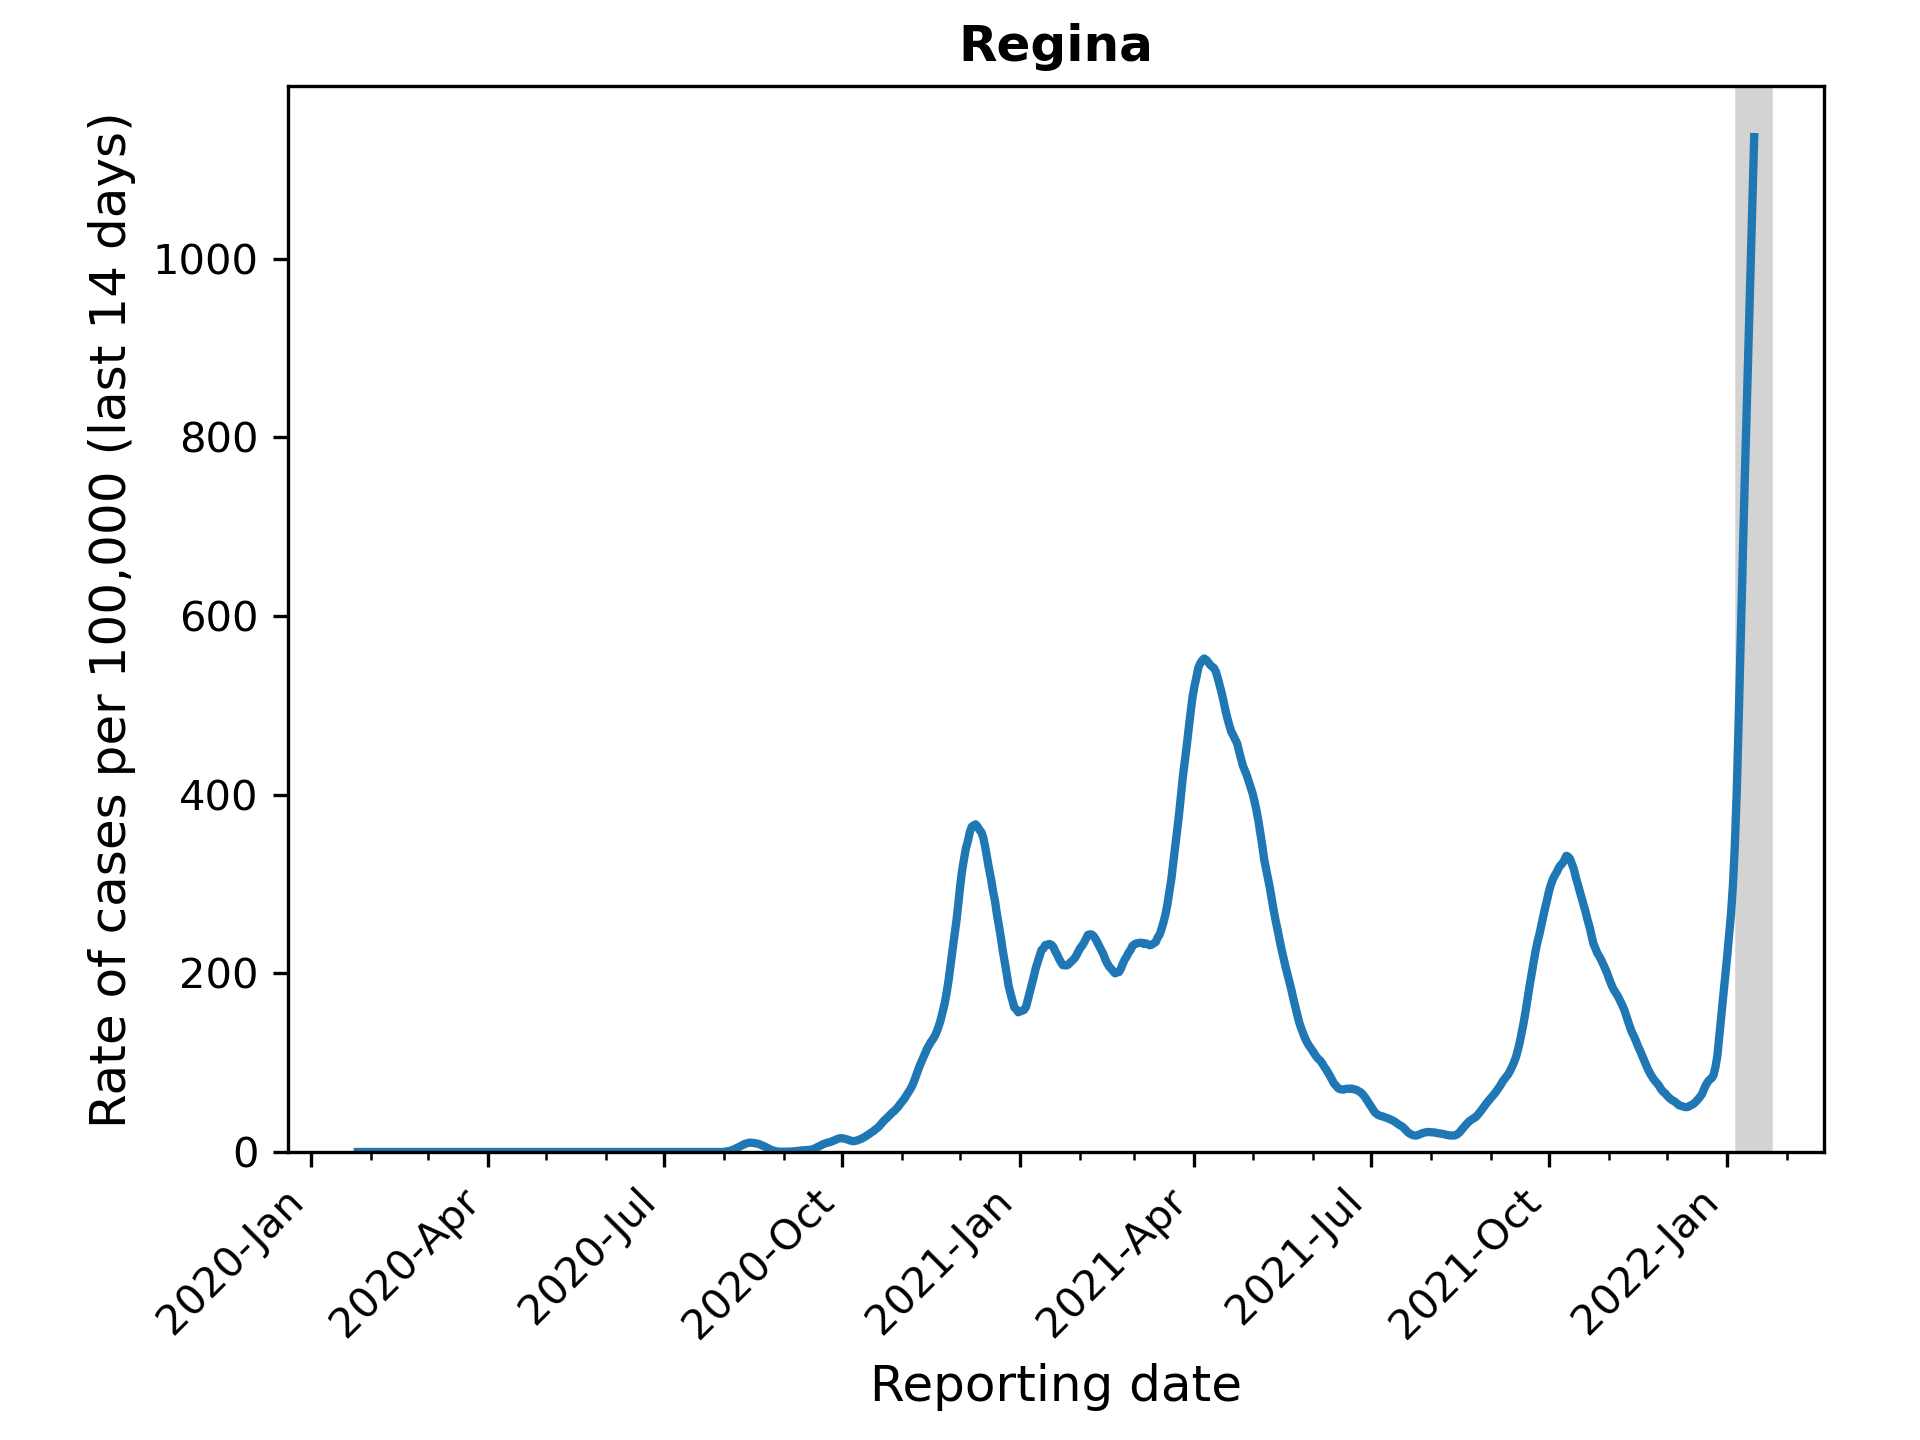 Regina
Rate of cases per 100,000 (last 14 days)
1000
800
600
400
200
0
2020-Jan
2020-Apr
2020-Jul
2020-Oct
2021-Jan
2021-Apr
2021-Jul
2021-Oct
2022-Jan
Reporting date